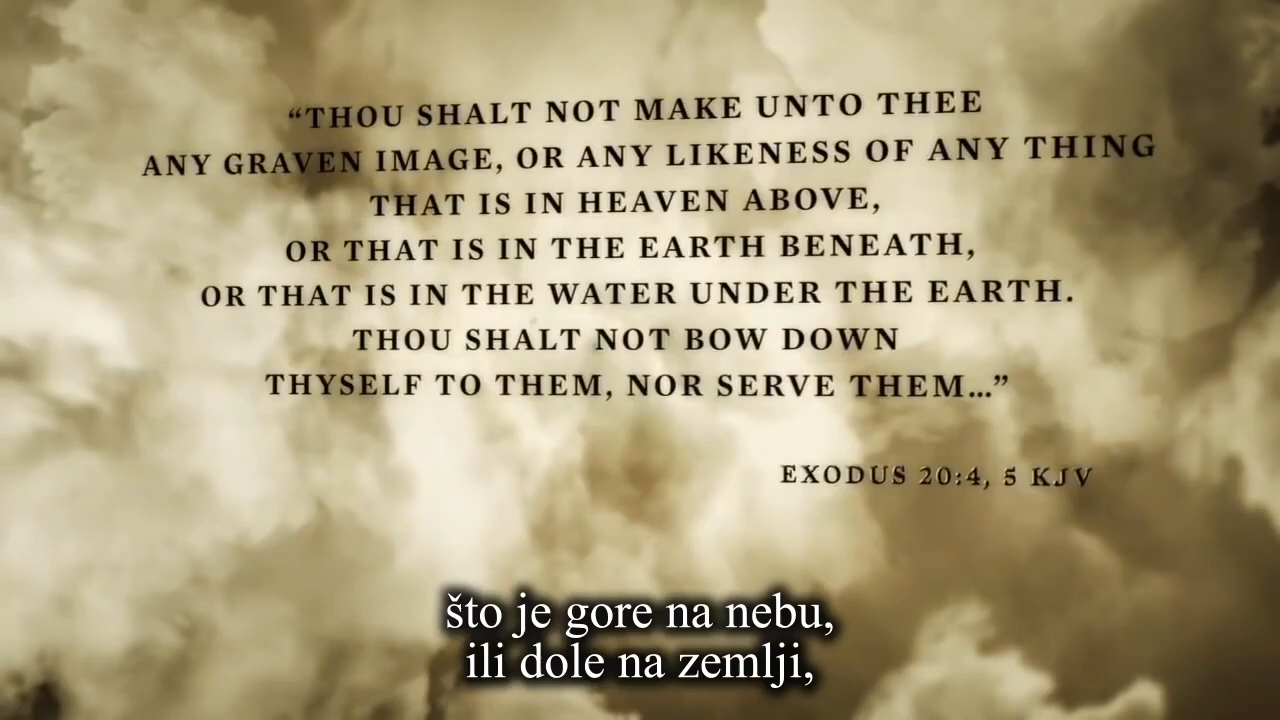 “THOU SHALT NOT MAKE UNTO THEE
ANY GRAVEN IMAGE, OR ANY LIKENESS OF ANY THING
THAT IS IN HEAVEN ABOVE,
OR THAT IS IN THE EARTH BENEATH,
OR THAT IS IN THE WATER UNDER THE EARTH.
THOU SHALT NOT BOW DOWN
THYSELF TO THEM, NOR SERVE THEM...”
EXODUS 20:4, 5 KJV
što je gore na nebu,
ili dole na zemlji,